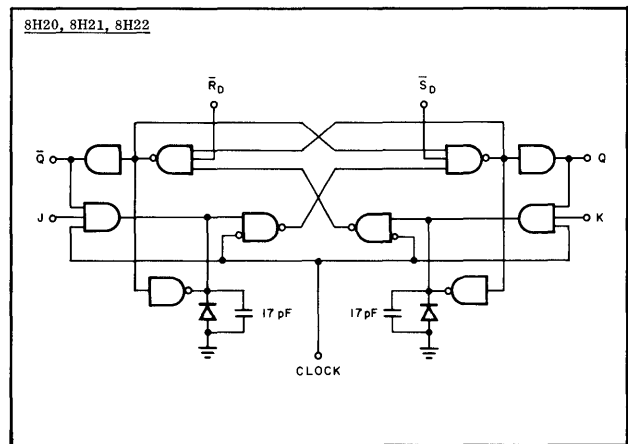 8H20, 8H21, 8H22
R̄D S̄D
Q̄ Q
J K
17 pF 17 pF
CLOCK